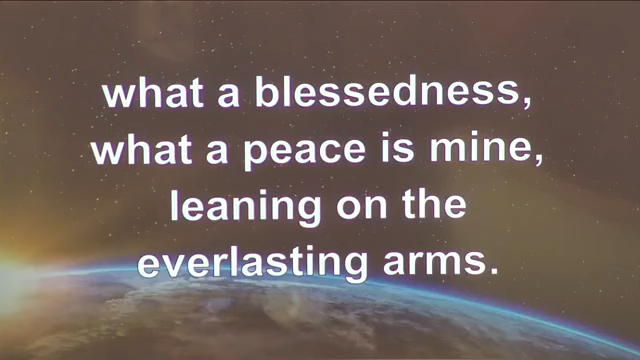 what a blessedness,
what a peace is mine,
leaning on the
everlasting arms.